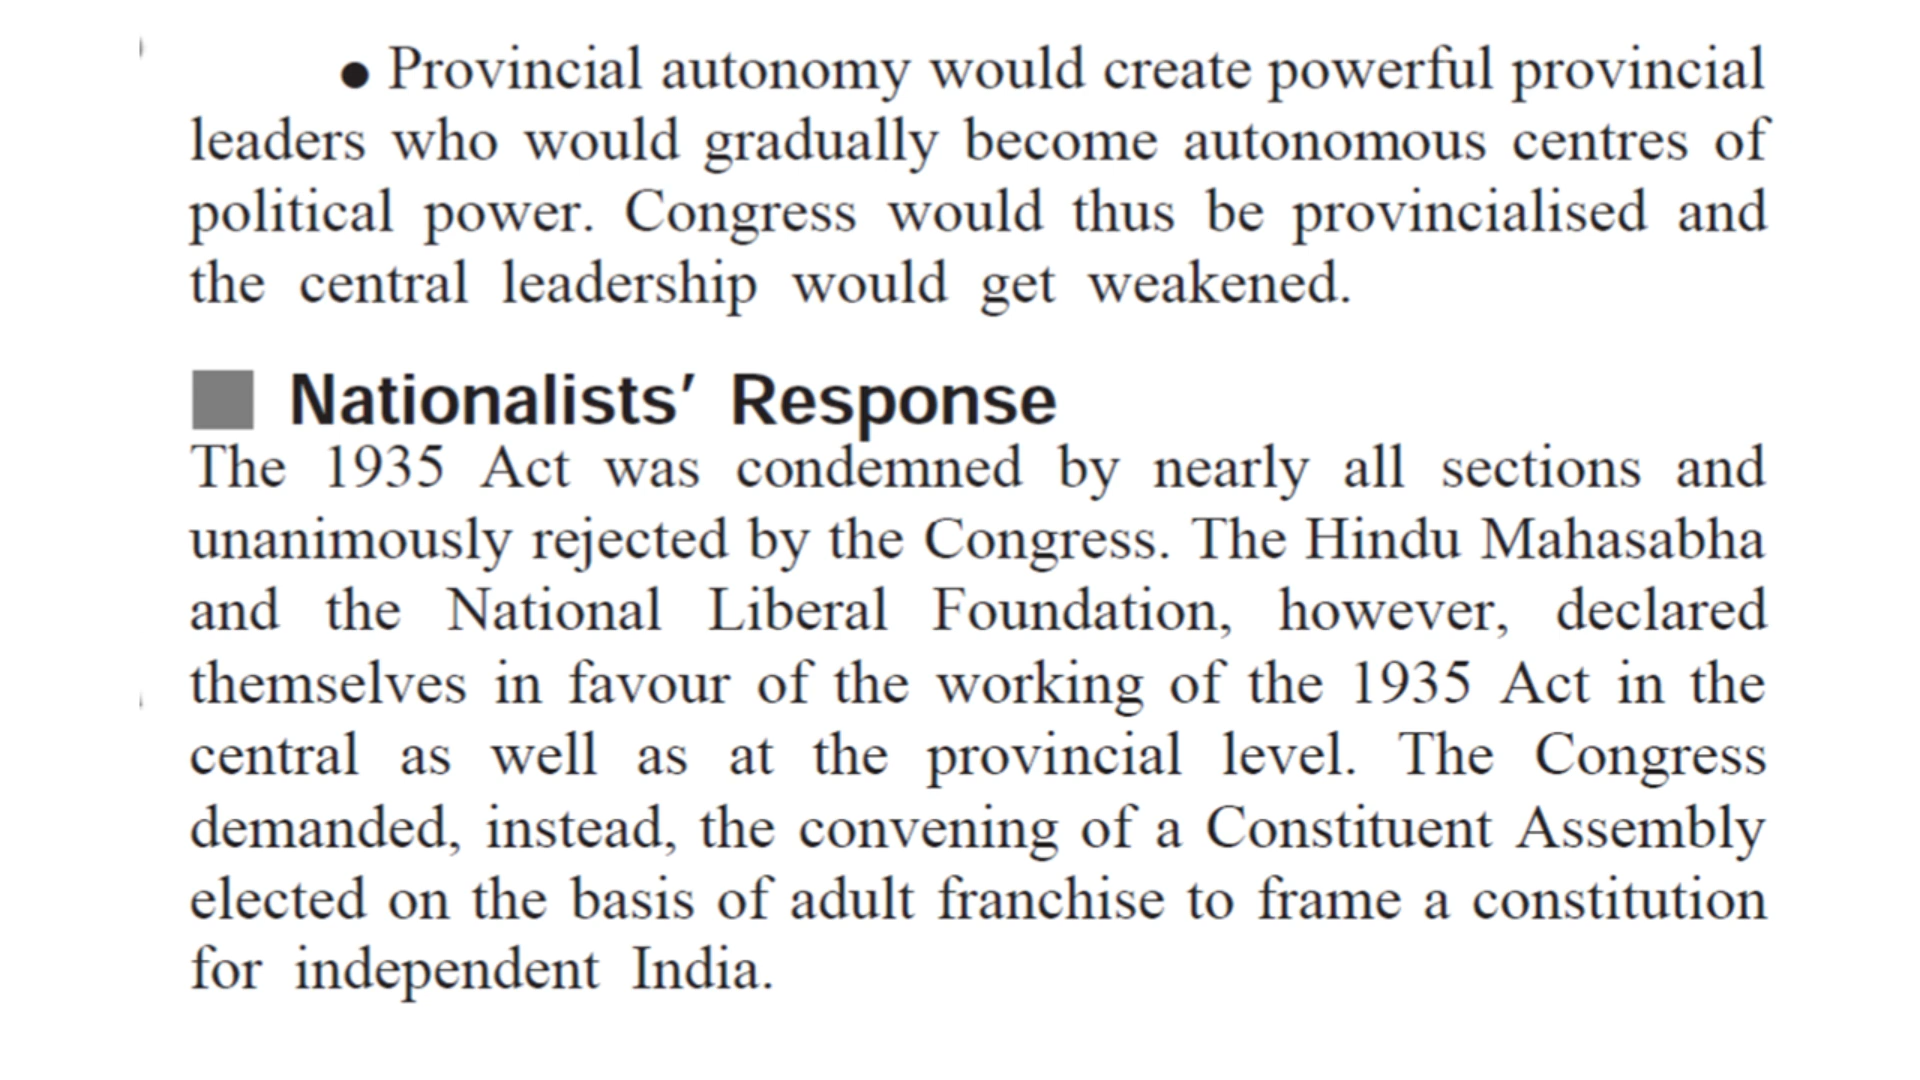 ● Provincial autonomy would create powerful provincial
leaders who would gradually become autonomous centres of
political power. Congress would thus be provincialised and
the central leadership would get weakened.
Nationalists’ Response
The 1935 Act was condemned by nearly all sections and
unanimously rejected by the Congress. The Hindu Mahasabha
and the National Liberal Foundation, however, declared
themselves in favour of the working of the 1935 Act in the
central as well as at the provincial level. The Congress
demanded, instead, the convening of a Constituent Assembly
elected on the basis of adult franchise to frame a constitution
for independent India.